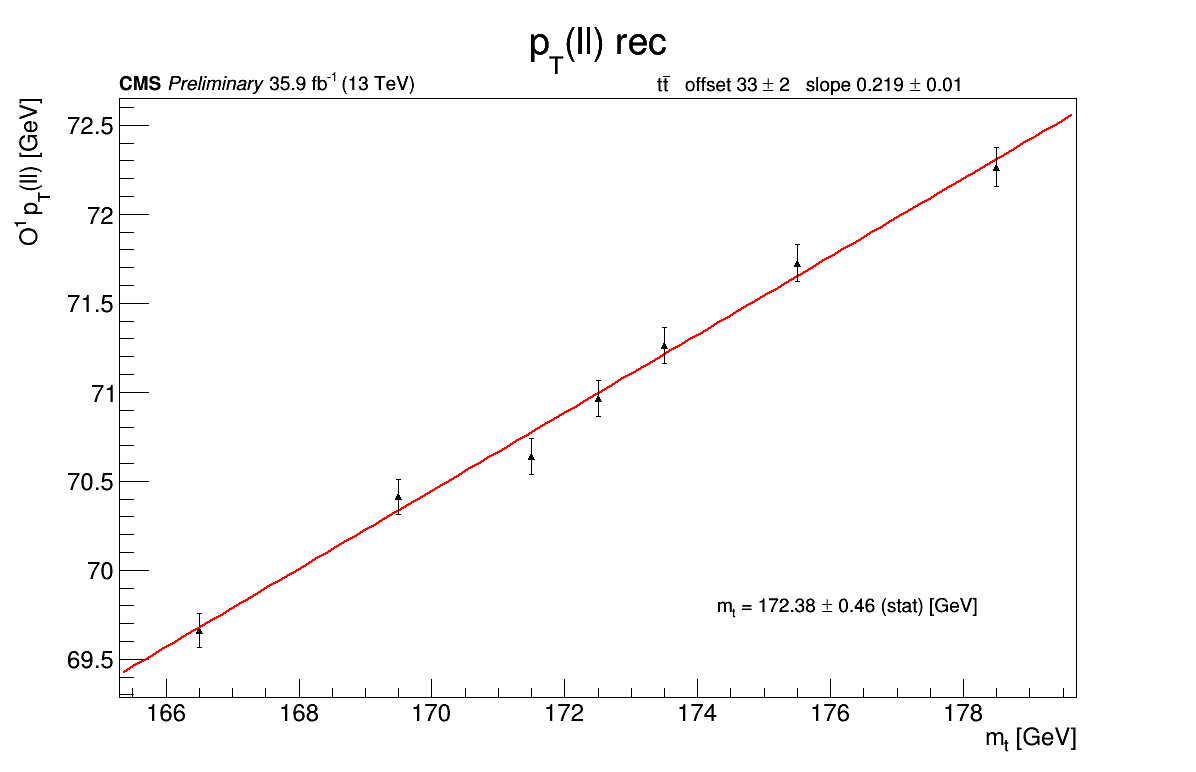 p_T(ll) rec
CMS Preliminary 35.9 fb⁻¹ (13 TeV) tt̄ offset 33 ± 2 slope 0.219 ± 0.01
O¹ p_T(ll) [GeV]
72.5
72
71.5
71
70.5
70
69.5
m_t = 172.38 ± 0.46 (stat) [GeV]
166 168 170 172 174 176 178
m_t [GeV]